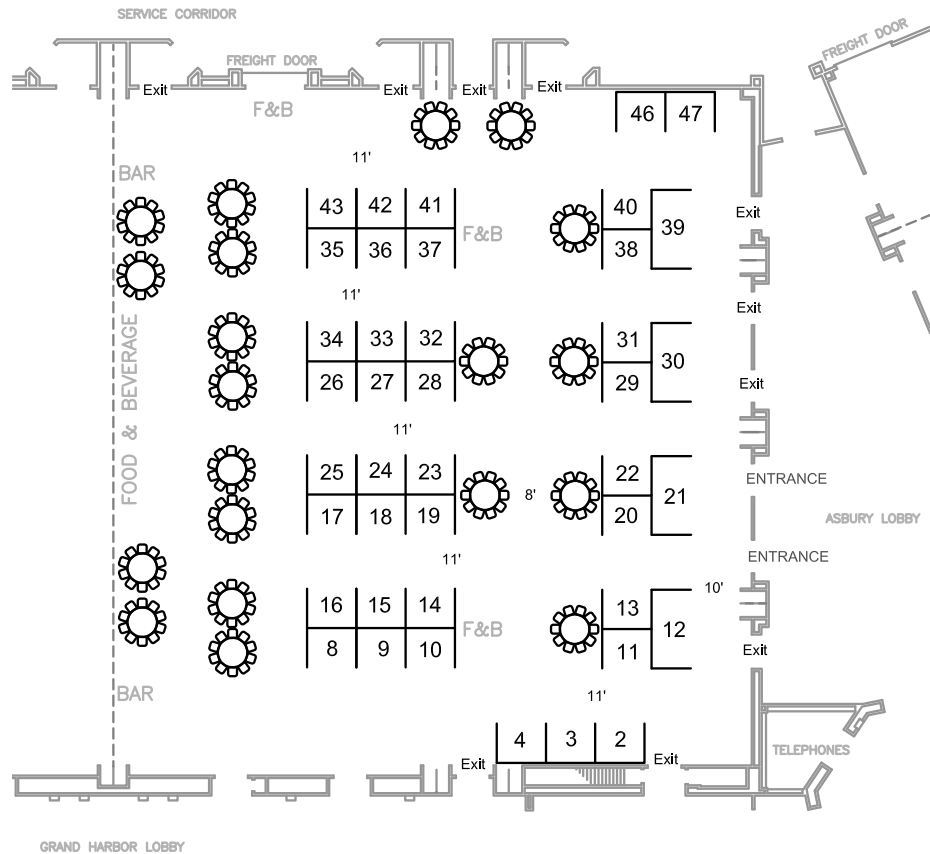 SERVICE CORRIDOR
FREIGHT DOOR
FREIGHT DOOR
Exit
Exit
Exit
Exit
F&B
46 47
11'
BAR
43 42 41
40
39
Exit
35 36 37
F&B
38
11'
Exit
34 33 32
31
30
26 27 28
29
Exit
FOOD & BEVERAGE
11'
25 24 23
22
21
ENTRANCE
8'
17 18 19
20
ASBURY LOBBY
11'
ENTRANCE
10'
16 15 14
13
12
8 9 10
F&B
11
Exit
BAR
11'
4 3 2
TELEPHONES
Exit
Exit
GRAND HARBOR LOBBY